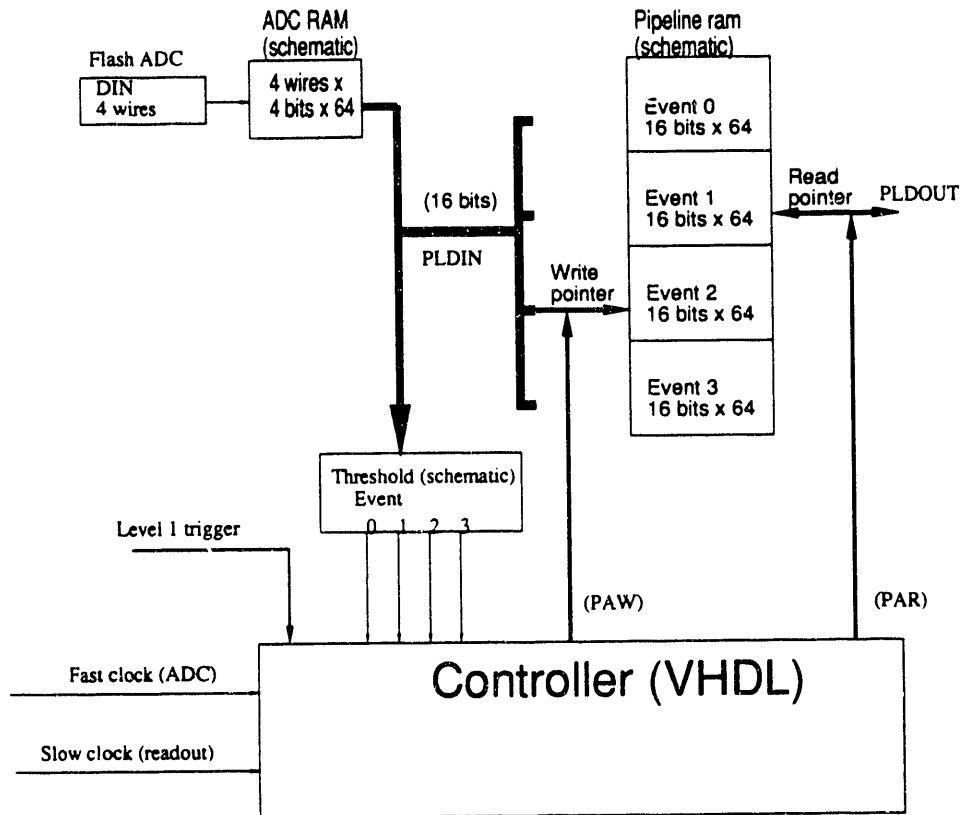 ADC RAM
(schematic)
Pipeline ram
(schematic)
Flash ADC
DIN
4 wires
4 wires x
4 bits x 64
Event 0
16 bits x 64
(16 bits)
PLDIN
Event 1
16 bits x 64
Read
pointer
PLDOUT
Write
pointer
Event 2
16 bits x 64
Event 3
16 bits x 64
Threshold (schematic)
Event
0 1 2 3
Level 1 trigger
(PAW)
(PAR)
Fast clock (ADC)
Controller (VHDL)
Slow clock (readout)